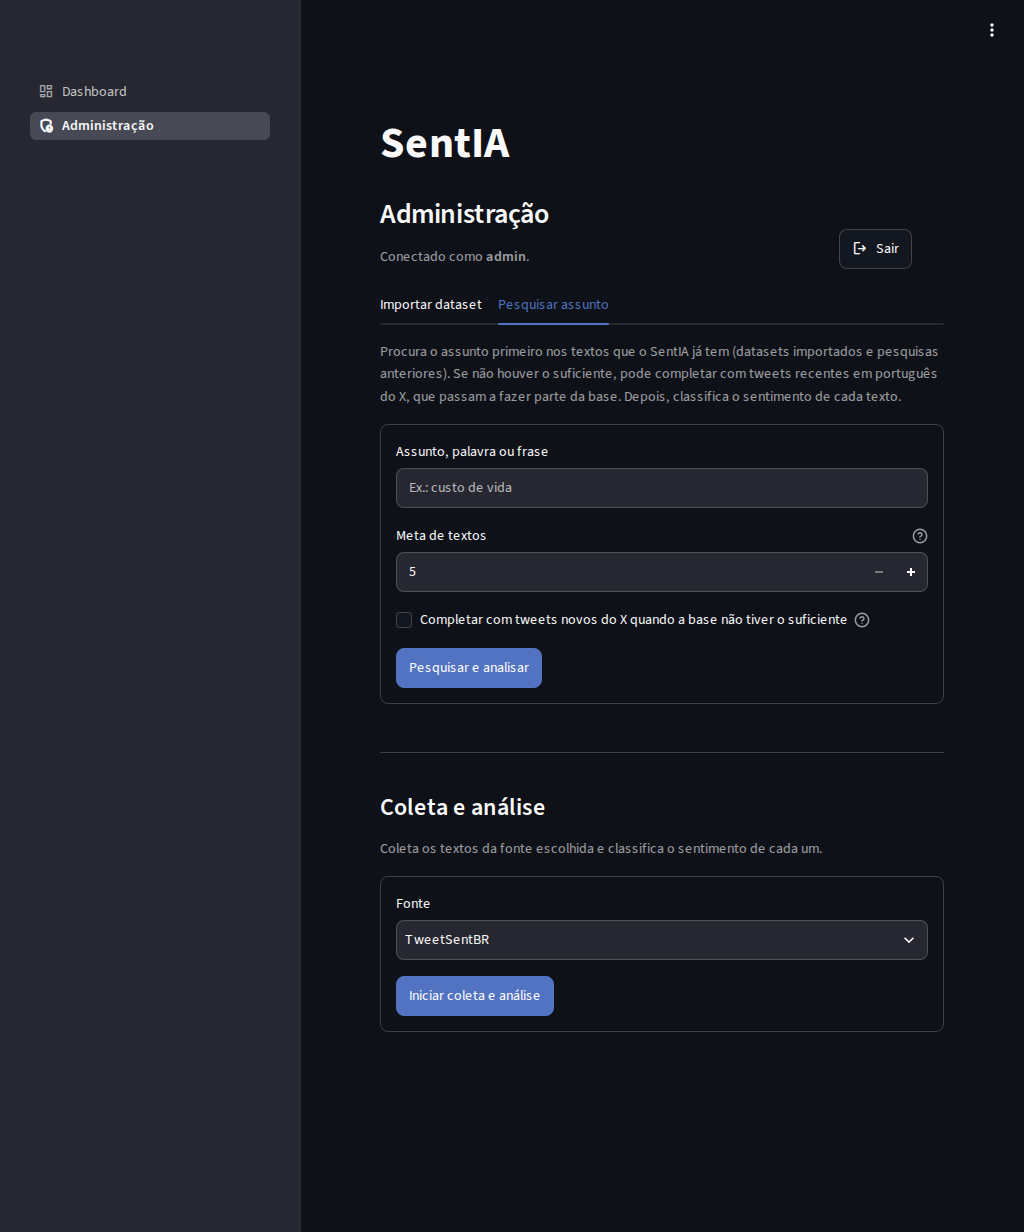 Dashboard
Administração
SentIA
Administração
Conectado como admin.
Sair
Importar dataset
Pesquisar assunto
Procura o assunto primeiro nos textos que o SentIA já tem (datasets importados e pesquisas
anteriores). Se não houver o suficiente, pode completar com tweets recentes em português
do X, que passam a fazer parte da base. Depois, classifica o sentimento de cada texto.
Assunto, palavra ou frase
Ex.: custo de vida
Meta de textos
5
Completar com tweets novos do X quando a base não tiver o suficiente
Pesquisar e analisar
Coleta e análise
Coleta os textos da fonte escolhida e classifica o sentimento de cada um.
Fonte
TweetSentBR
Iniciar coleta e análise